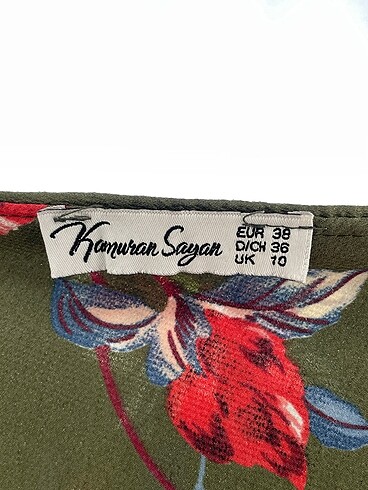 Kamuran Sayan
EUR 38
D/CH 36
UK 10